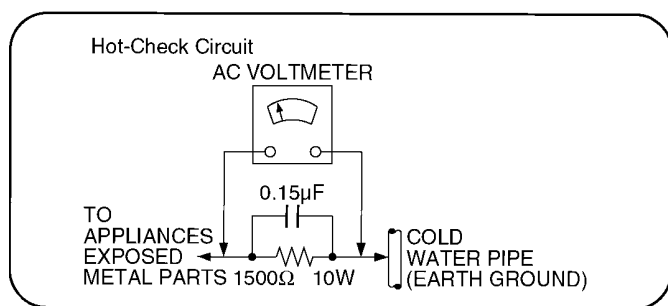 Hot-Check Circuit
AC VOLTMETER
0.15μF
TO
APPLIANCES
EXPOSED
METAL PARTS
1500Ω
10W
COLD
WATER PIPE
(EARTH GROUND)